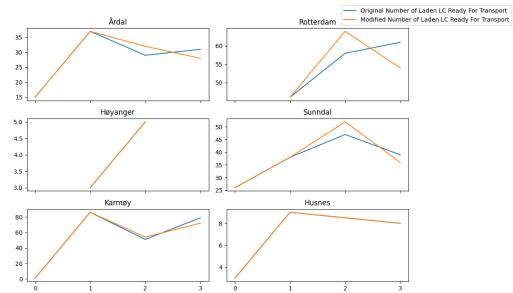 Original Number of Laden LC Ready For Transport
Modified Number of Laden LC Ready For Transport
Årdal
35
30
25
20
15
Rotterdam
60
55
50
Høyanger
5.0
4.5
4.0
3.5
3.0
Sunndal
50
45
40
35
30
25
Karmøy
80
60
40
20
0
0 1 2 3
Husnes
8
6
4
0 1 2 3